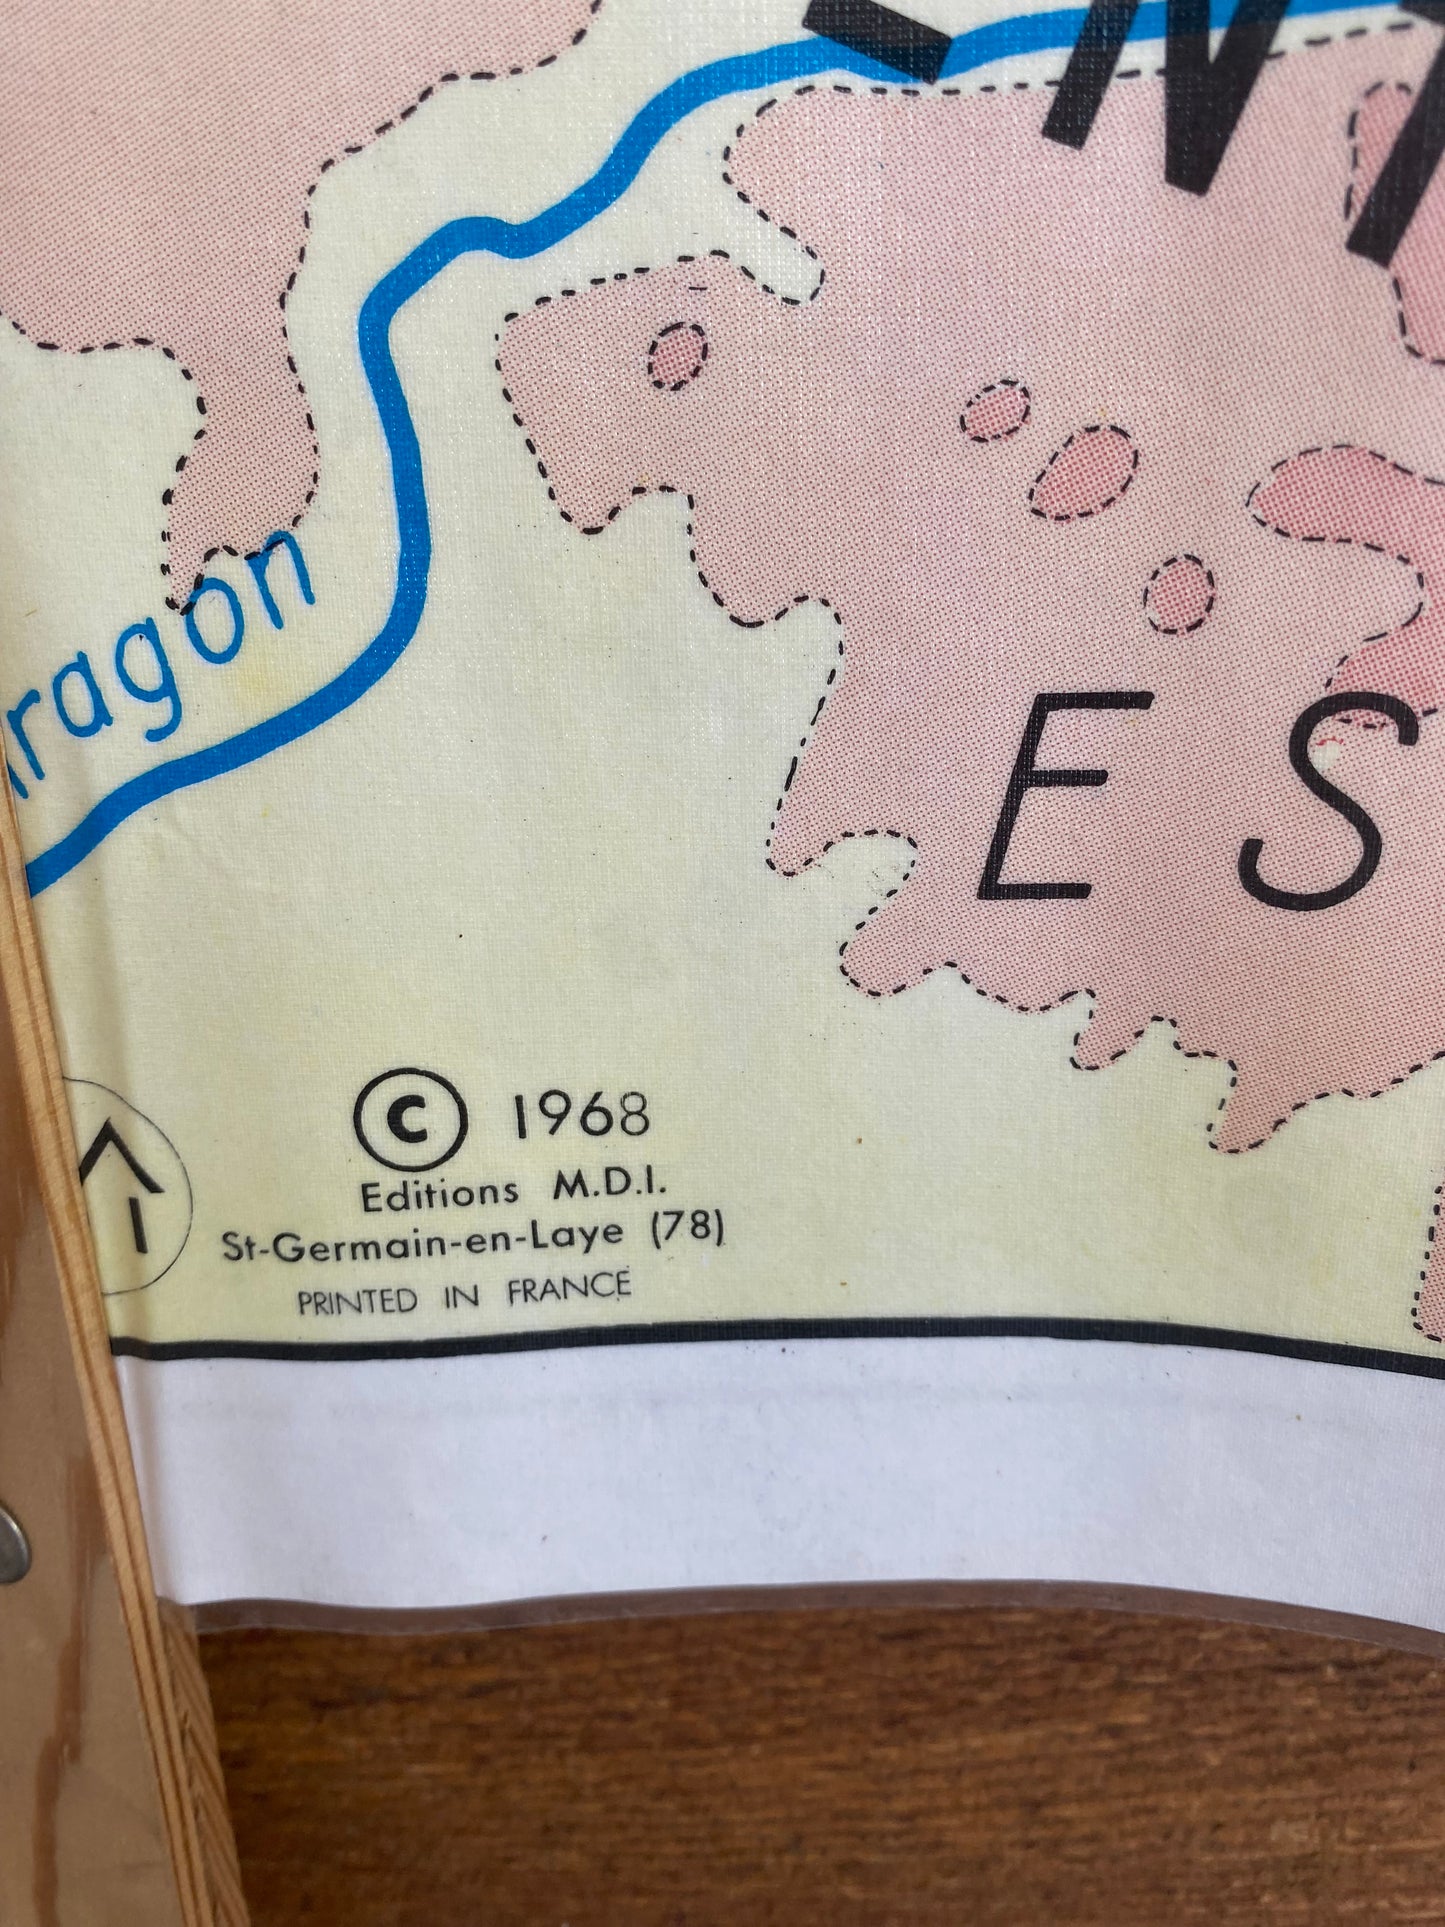 ragon
E S
© 1968
Editions M.D.I.
St-Germain-en-Laye (78)
PRINTED IN FRANCE